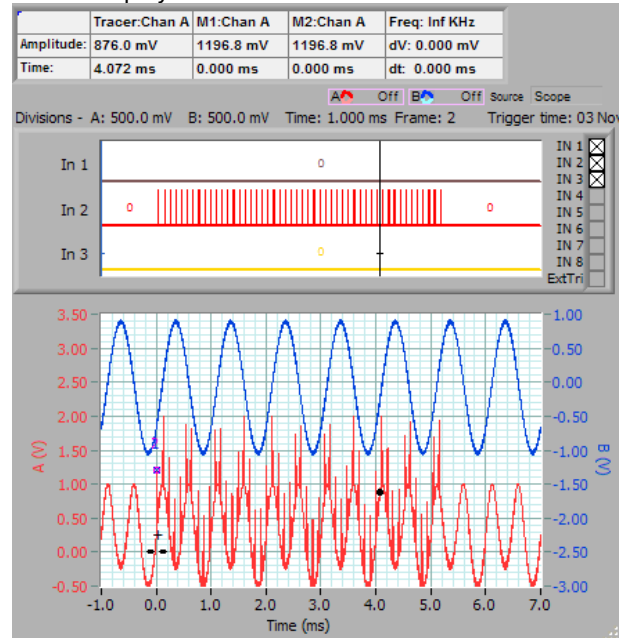 Tracer:Chan A M1:Chan A M2:Chan A Freq: Inf KHz
Amplitude: 876.0 mV 1196.8 mV 1196.8 mV dV: 0.000 mV
Time: 4.072 ms 0.000 ms 0.000 ms dt: 0.000 ms
A Off B Off Source Scope
Divisions - A: 500.0 mV B: 500.0 mV Time: 1.000 ms Frame: 2 Trigger time: 03 Nov
In 1 0 IN 1
IN 2
IN 3
In 2 0 0 IN 4
IN 5
IN 6
In 3 0 IN 7
IN 8
ExtTri
3.50 1.00
3.00 0.50
2.50 0.00
2.00 -0.50
1.50 -1.00
1.00 -1.50
0.50 -2.00
0.00 -2.50
-0.50 -3.00
A (V)
B (V)
-1.0 0.0 1.0 2.0 3.0 4.0 5.0 6.0 7.0
Time (ms)